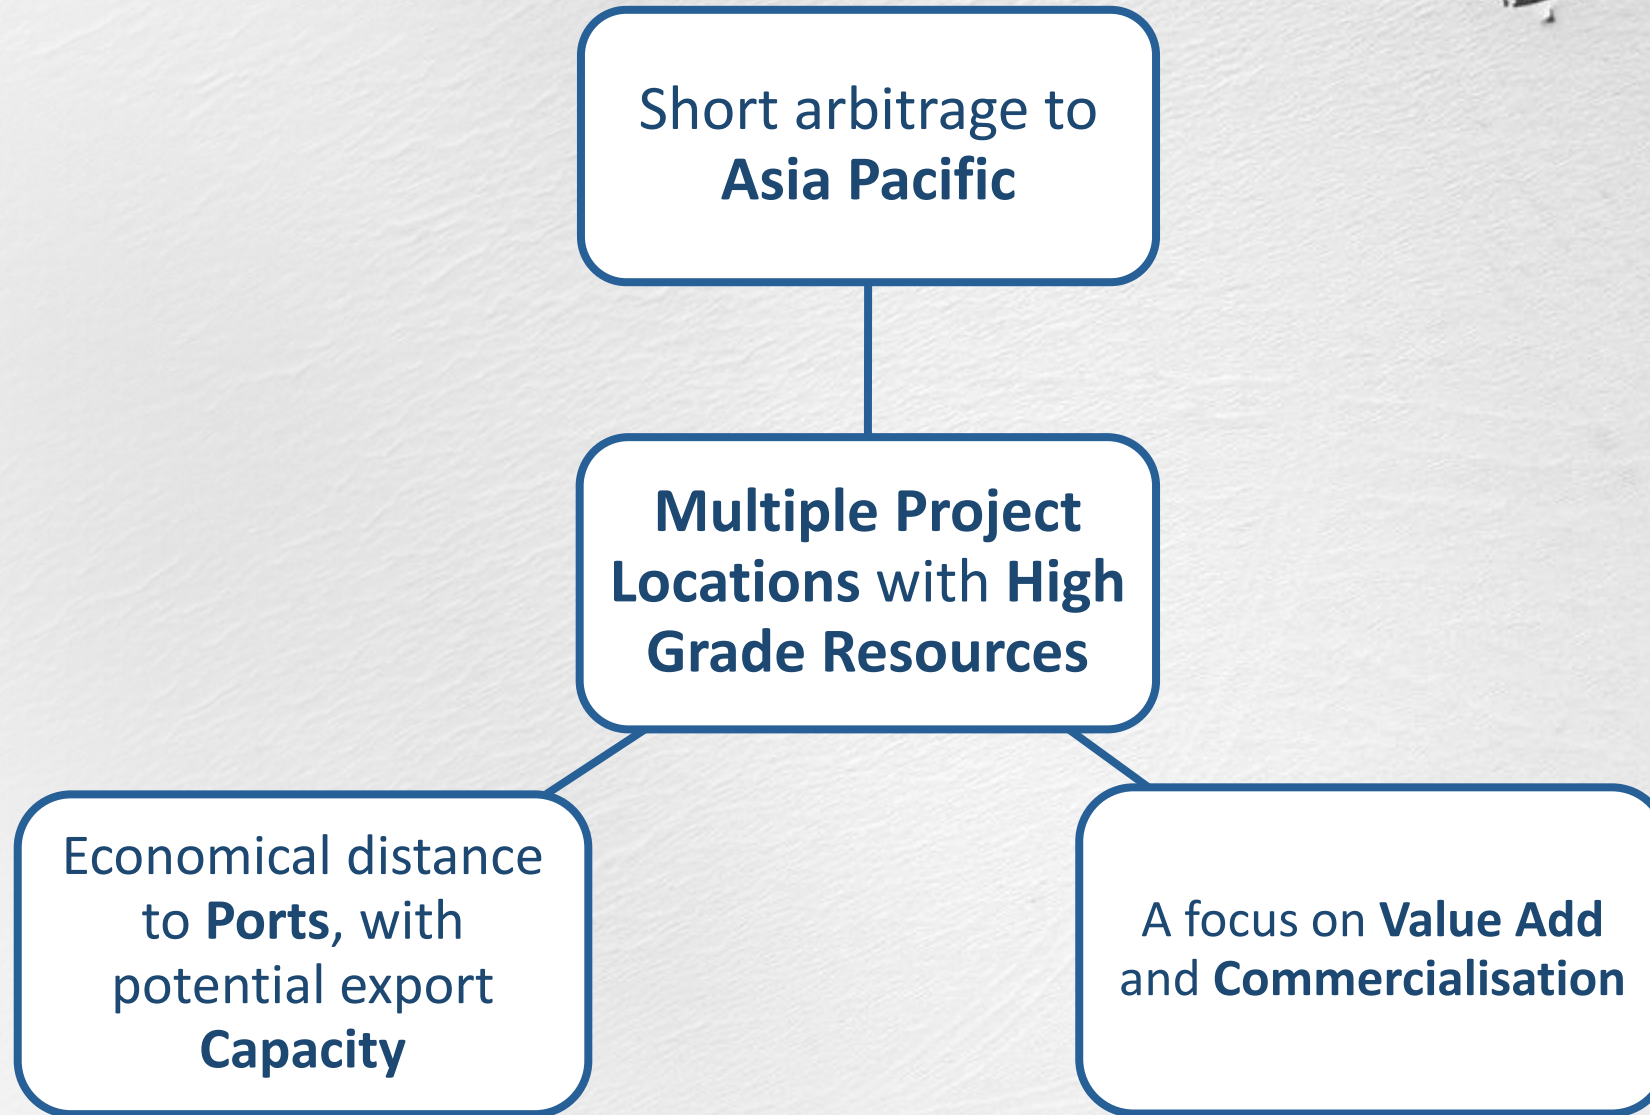 Short arbitrage to
Asia Pacific
Multiple Project
Locations with High
Grade Resources
Economical distance
to Ports, with
potential export
Capacity
A focus on Value Add
and Commercialisation